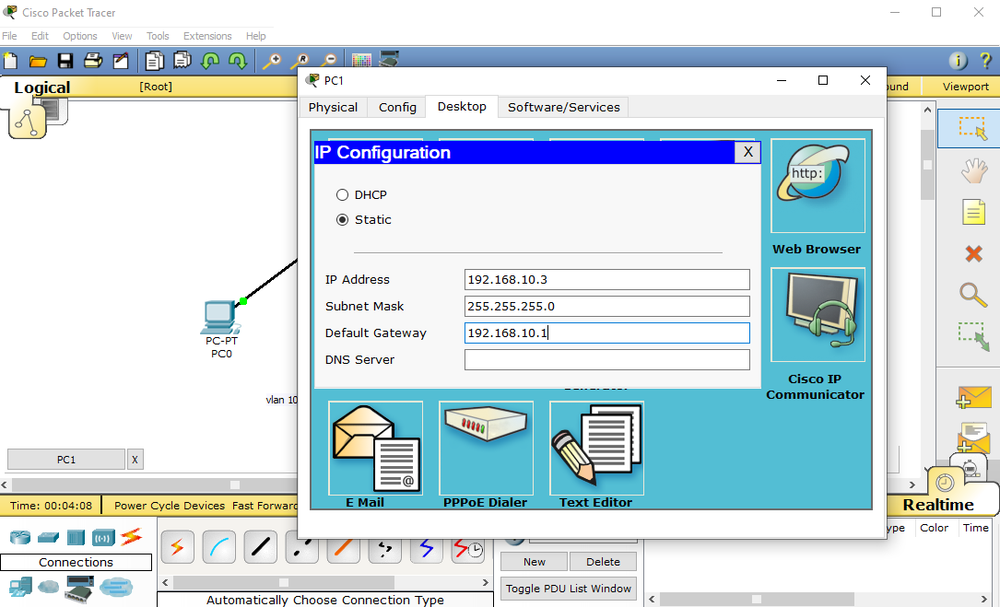 Cisco Packet Tracer
File Edit Options View Tools Extensions Help
Logical
[Root]
Viewport
PC1
Physical Config Desktop Software/Services
IP Configuration X
DHCP
Static
IP Address 192.168.10.3
Subnet Mask 255.255.255.0
Default Gateway 192.168.10.1
DNS Server
http:
Web Browser
Cisco IP
Communicator
E Mail
PPPoE Dialer
Text Editor
PC-PT
PC0
vlan 10
PC1 X
Time: 00:04:08 Power Cycle Devices Fast Forward
Realtime
Connections
Automatically Choose Connection Type
New Delete
Toggle PDU List Window
Color Time